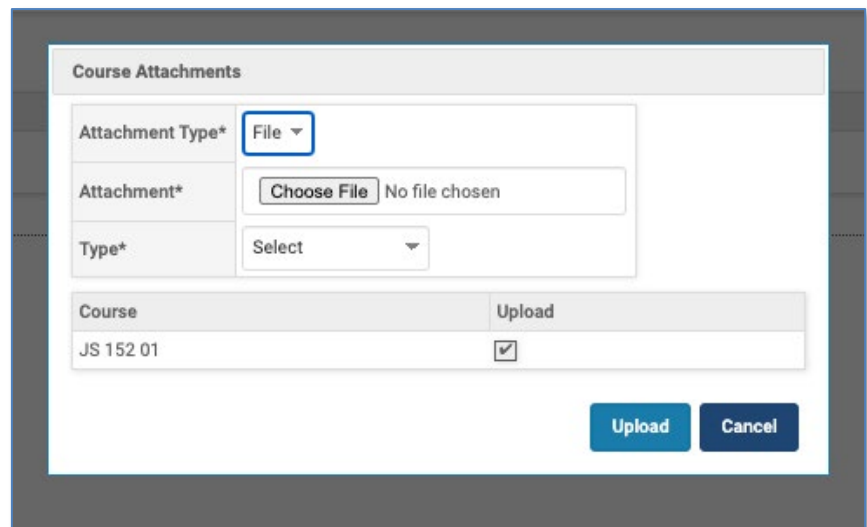 Course Attachments
Attachment Type* File
Attachment* Choose File No file chosen
Type* Select
Course Upload
JS 152 01
Upload Cancel